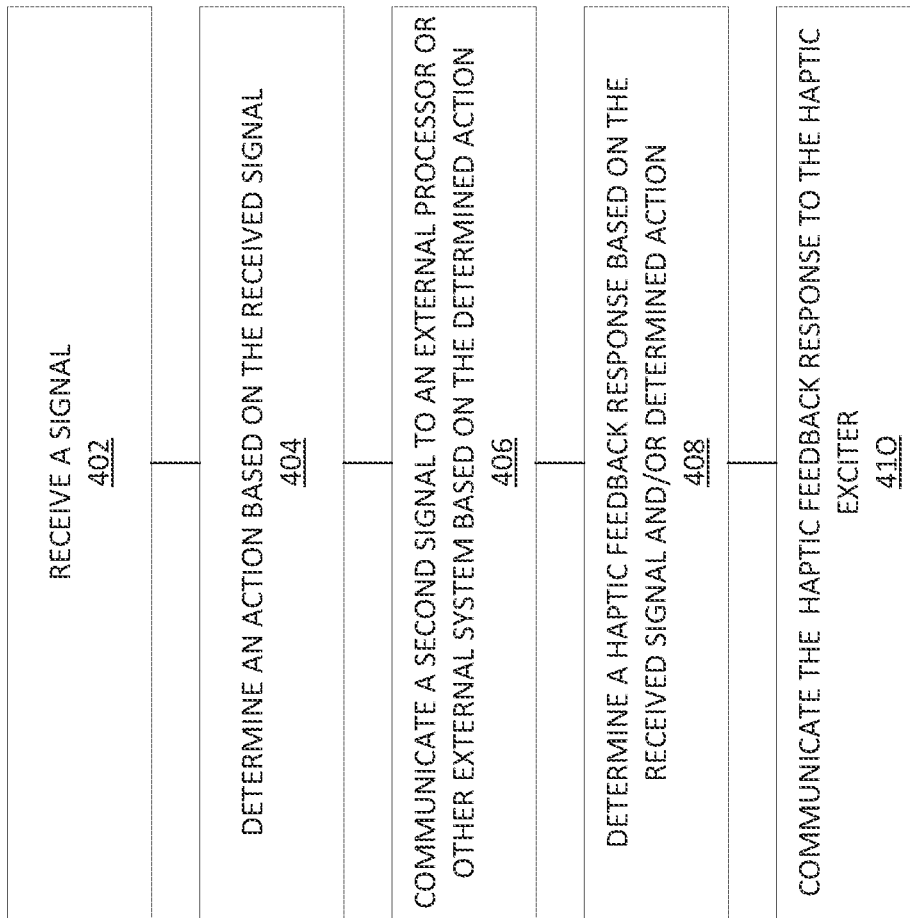 RECEIVE A SIGNAL
402
DETERMINE AN ACTION BASED ON THE RECEIVED SIGNAL
404
COMMUNICATE A SECOND SIGNAL TO AN EXTERNAL PROCESSOR OR
OTHER EXTERNAL SYSTEM BASED ON THE DETERMINED ACTION
406
DETERMINE A HAPTIC FEEDBACK RESPONSE BASED ON THE
RECEIVED SIGNAL AND/OR DETERMINED ACTION
408
COMMUNICATE THE HAPTIC FEEDBACK RESPONSE TO THE HAPTIC
EXCITER
410